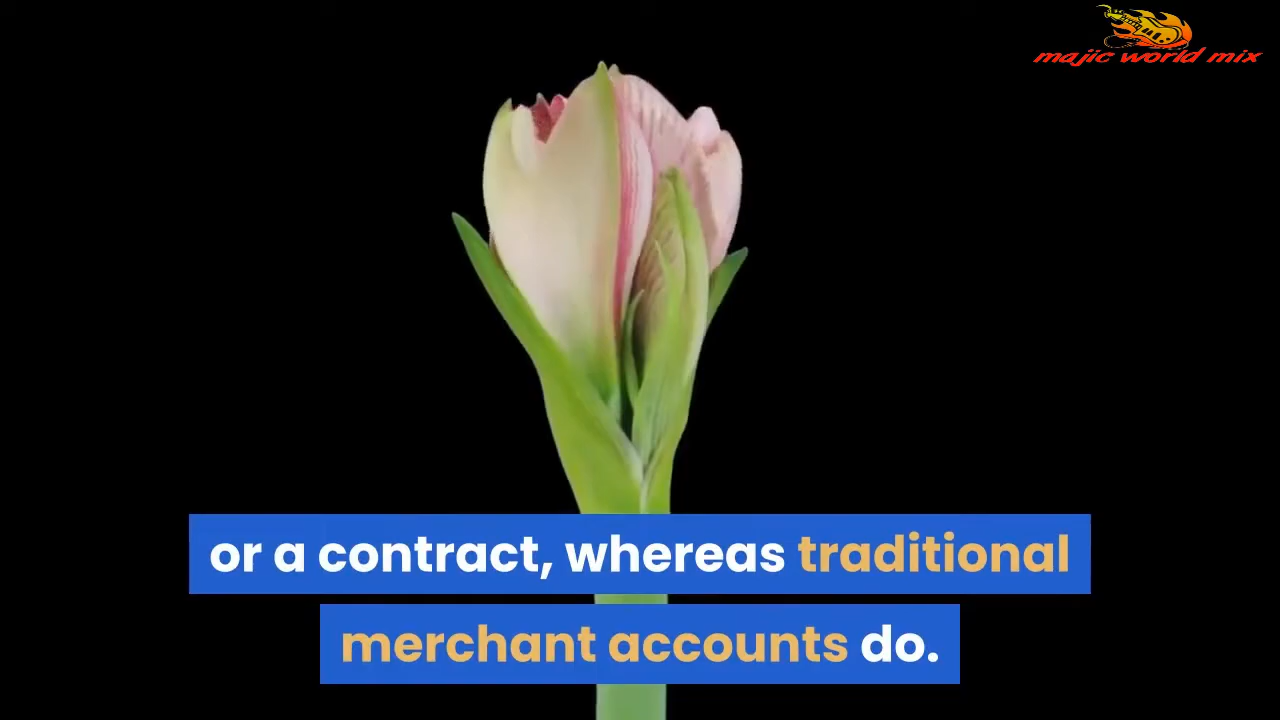 majic world mix
or a contract, whereas traditional
merchant accounts do.